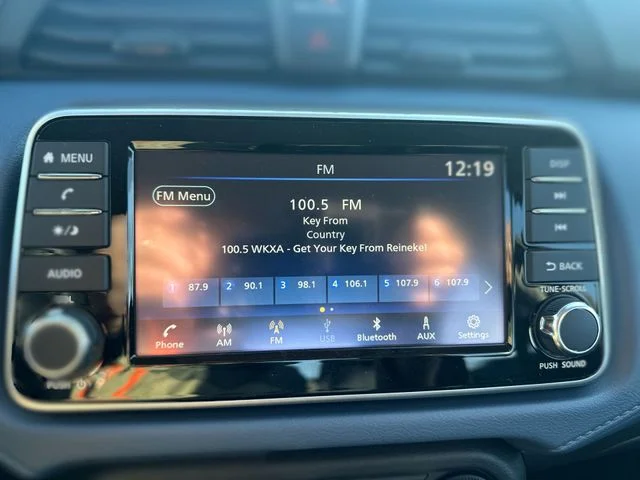 MENU
FM
12:19
DISP
FM Menu
100.5 FM
Key From
Country
100.5 WKXA - Get Your Key From Reineke!
AUDIO
BACK
1 87.9 2 90.1 3 98.1 4 106.1 5 107.9 6 107.9
TUNE-SCROLL
Phone AM FM USB Bluetooth AUX Settings
PUSH
PUSH SOUND